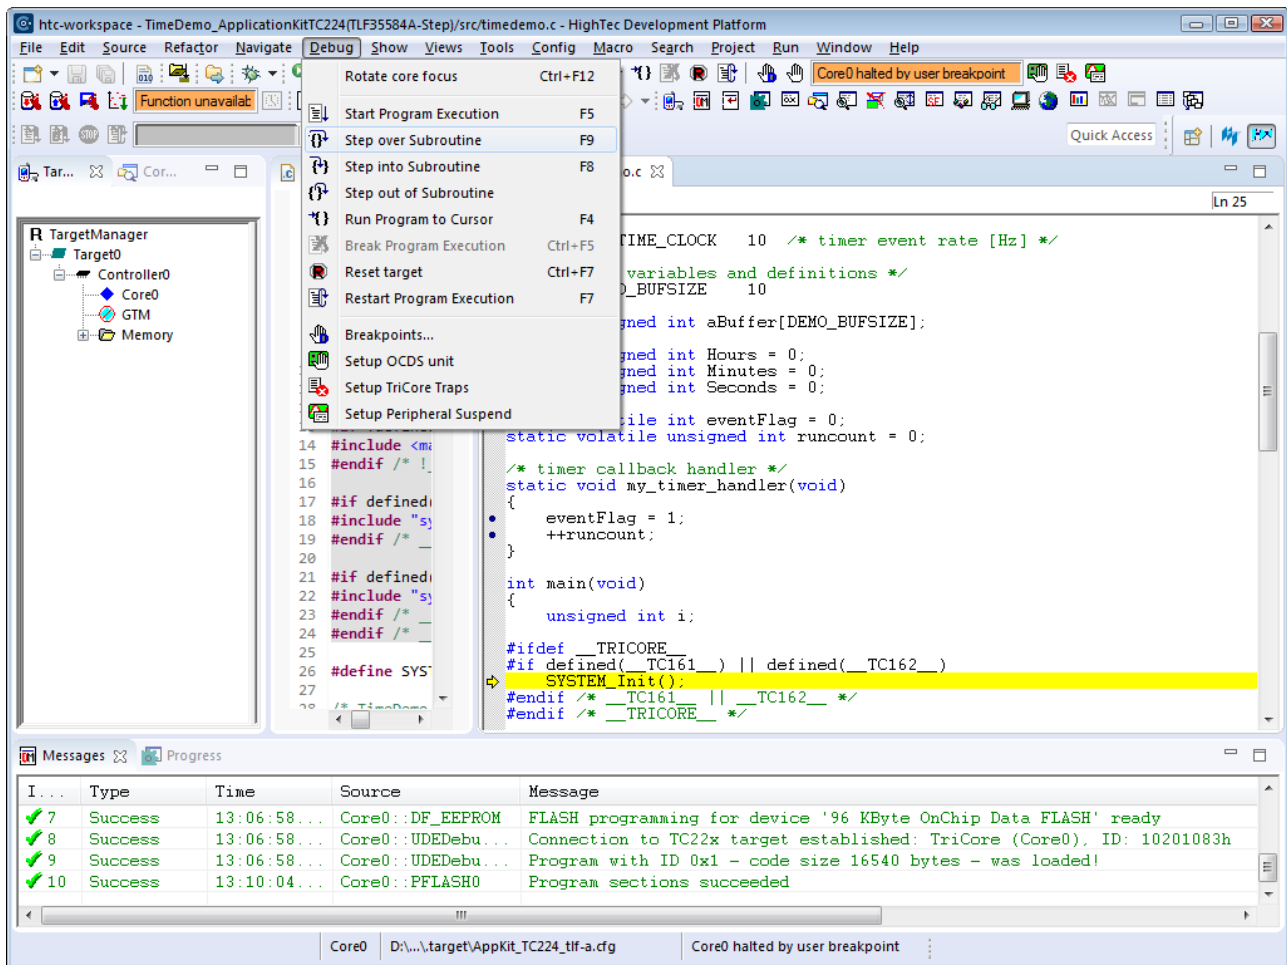 htc-workspace - TimeDemo_ApplicationKitTC224(TLF35584A-Step)/src/timedemo.c - HighTec Development Platform
File Edit Source Refactor Navigate Debug Show Views Tools Config Macro Search Project Run Window Help
Core0 halted by user breakpoint
Function unavailat
Quick Access
Rotate core focus Ctrl+F12
Start Program Execution F5
Step over Subroutine F9
Step into Subroutine F8
Step out of Subroutine
Run Program to Cursor F4
Break Program Execution Ctrl+F5
Reset target Ctrl+F7
Restart Program Execution F7
Breakpoints...
Setup OCDS unit
Setup TriCore Traps
Setup Peripheral Suspend
Tar... Cor...
TargetManager
Target0
Controller0
Core0
GTM
Memory
14 #include <ma
15 #endif /* !_
16
17 #if defined(
18 #include "sy
19 #endif /* _
20
21 #if defined(
22 #include "sy
23 #endif /* _
24 #endif /* _
25
26 #define SYST
27
28 /* TimeDemo
o.c
Ln 25
TIME_CLOCK 10 /* timer event rate [Hz] */
variables and definitions */
O_BUFSIZE 10
gned int aBuffer[DEMO_BUFSIZE];
gned int Hours = 0;
gned int Minutes = 0;
gned int Seconds = 0;
tile int eventFlag = 0;
static volatile unsigned int runcount = 0;
/* timer callback handler */
static void my_timer_handler(void)
{
eventFlag = 1;
++runcount;
}
int main(void)
{
unsigned int i;
#ifdef __TRICORE__
#if defined(__TC161__) || defined(__TC162__)
SYSTEM_Init();
#endif /* __TC161__ || __TC162__ */
#endif /* __TRICORE__ */
Messages Progress
I... Type Time Source Message
7 Success 13:06:58... Core0::DF_EEPROM FLASH programming for device '96 KByte OnChip Data FLASH' ready
8 Success 13:06:58... Core0::UDEDebu... Connection to TC22x target established: TriCore (Core0), ID: 10201083h
9 Success 13:06:58... Core0::UDEDebu... Program with ID 0x1 - code size 16540 bytes - was loaded!
10 Success 13:10:04... Core0::PFLASH0 Program sections succeeded
Core0 D:\...\.target\AppKit_TC224_tlf-a.cfg Core0 halted by user breakpoint